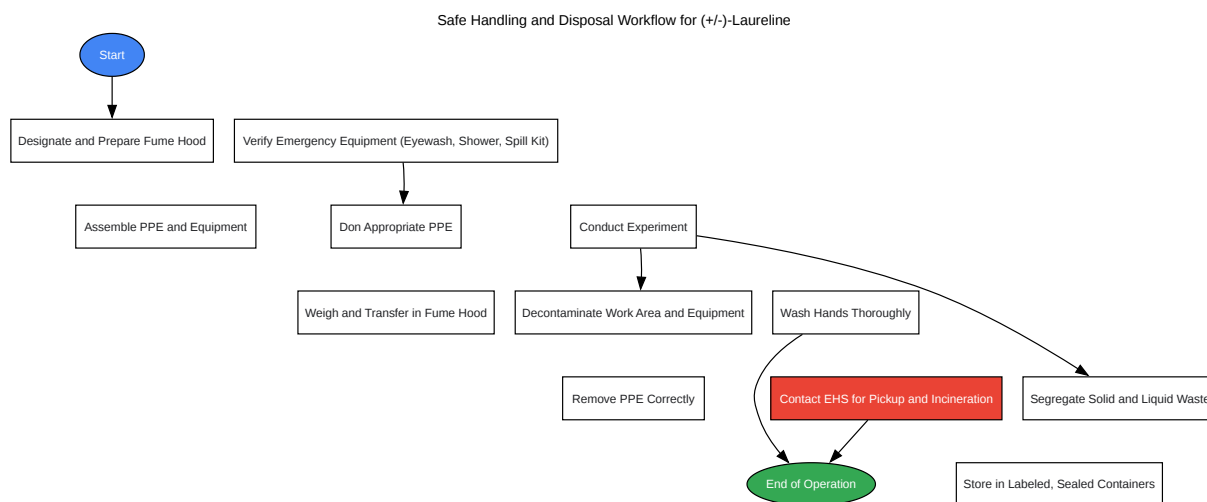 Safe Handling and Disposal Workflow for (+/-)-Laureline
Start
Designate and Prepare Fume Hood
Verify Emergency Equipment (Eyewash, Shower, Spill Kit)
Assemble PPE and Equipment
Don Appropriate PPE
Conduct Experiment
Weigh and Transfer in Fume Hood
Decontaminate Work Area and Equipment
Wash Hands Thoroughly
Remove PPE Correctly
Contact EHS for Pickup and Incineration
Segregate Solid and Liquid Waste
End of Operation
Store in Labeled, Sealed Containers